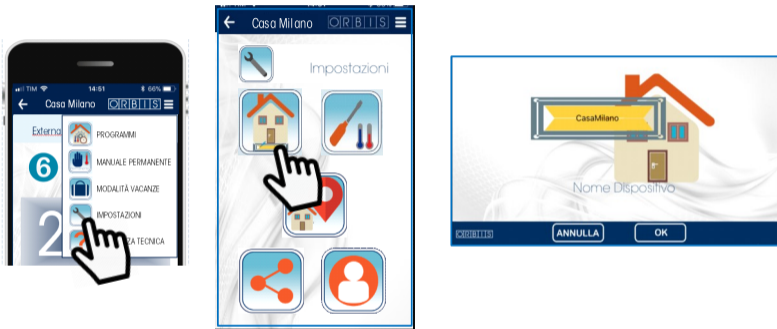 TIM 14:51 66%
Casa Milano ORBIS
Externa
PROGRAMMI
6
MANUALE PERMANENTE
MODALITÀ VACANZE
IMPOSTAZIONI
2
ZA TECNICA
Casa Milano ORBIS
Impostazioni
CasaMilano
Nome Dispositivo
ORBIS ANNULLA OK